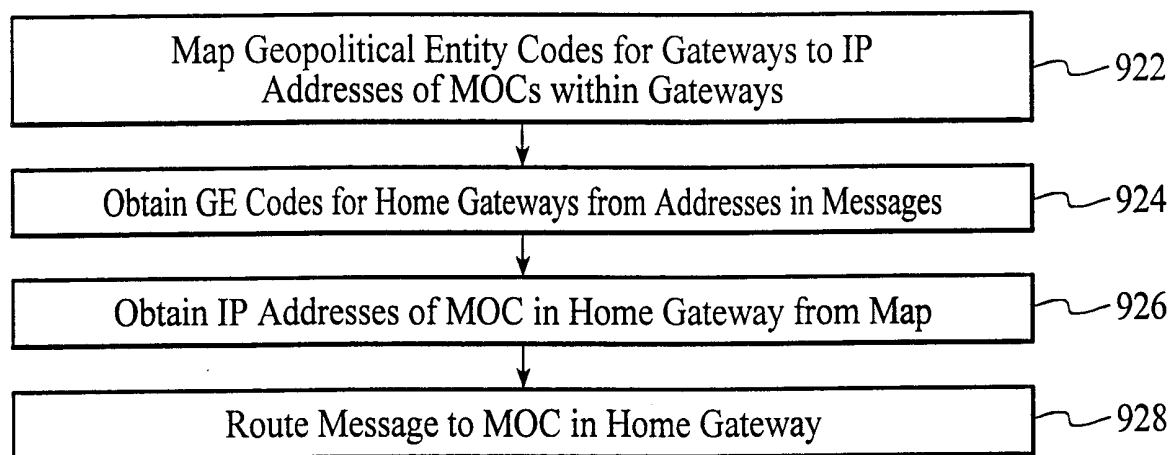 Map Geopolitical Entity Codes for Gateways to IP
Addresses of MOCs within Gateways
922
Obtain GE Codes for Home Gateways from Addresses in Messages
924
Obtain IP Addresses of MOC in Home Gateway from Map
926
Route Message to MOC in Home Gateway
928